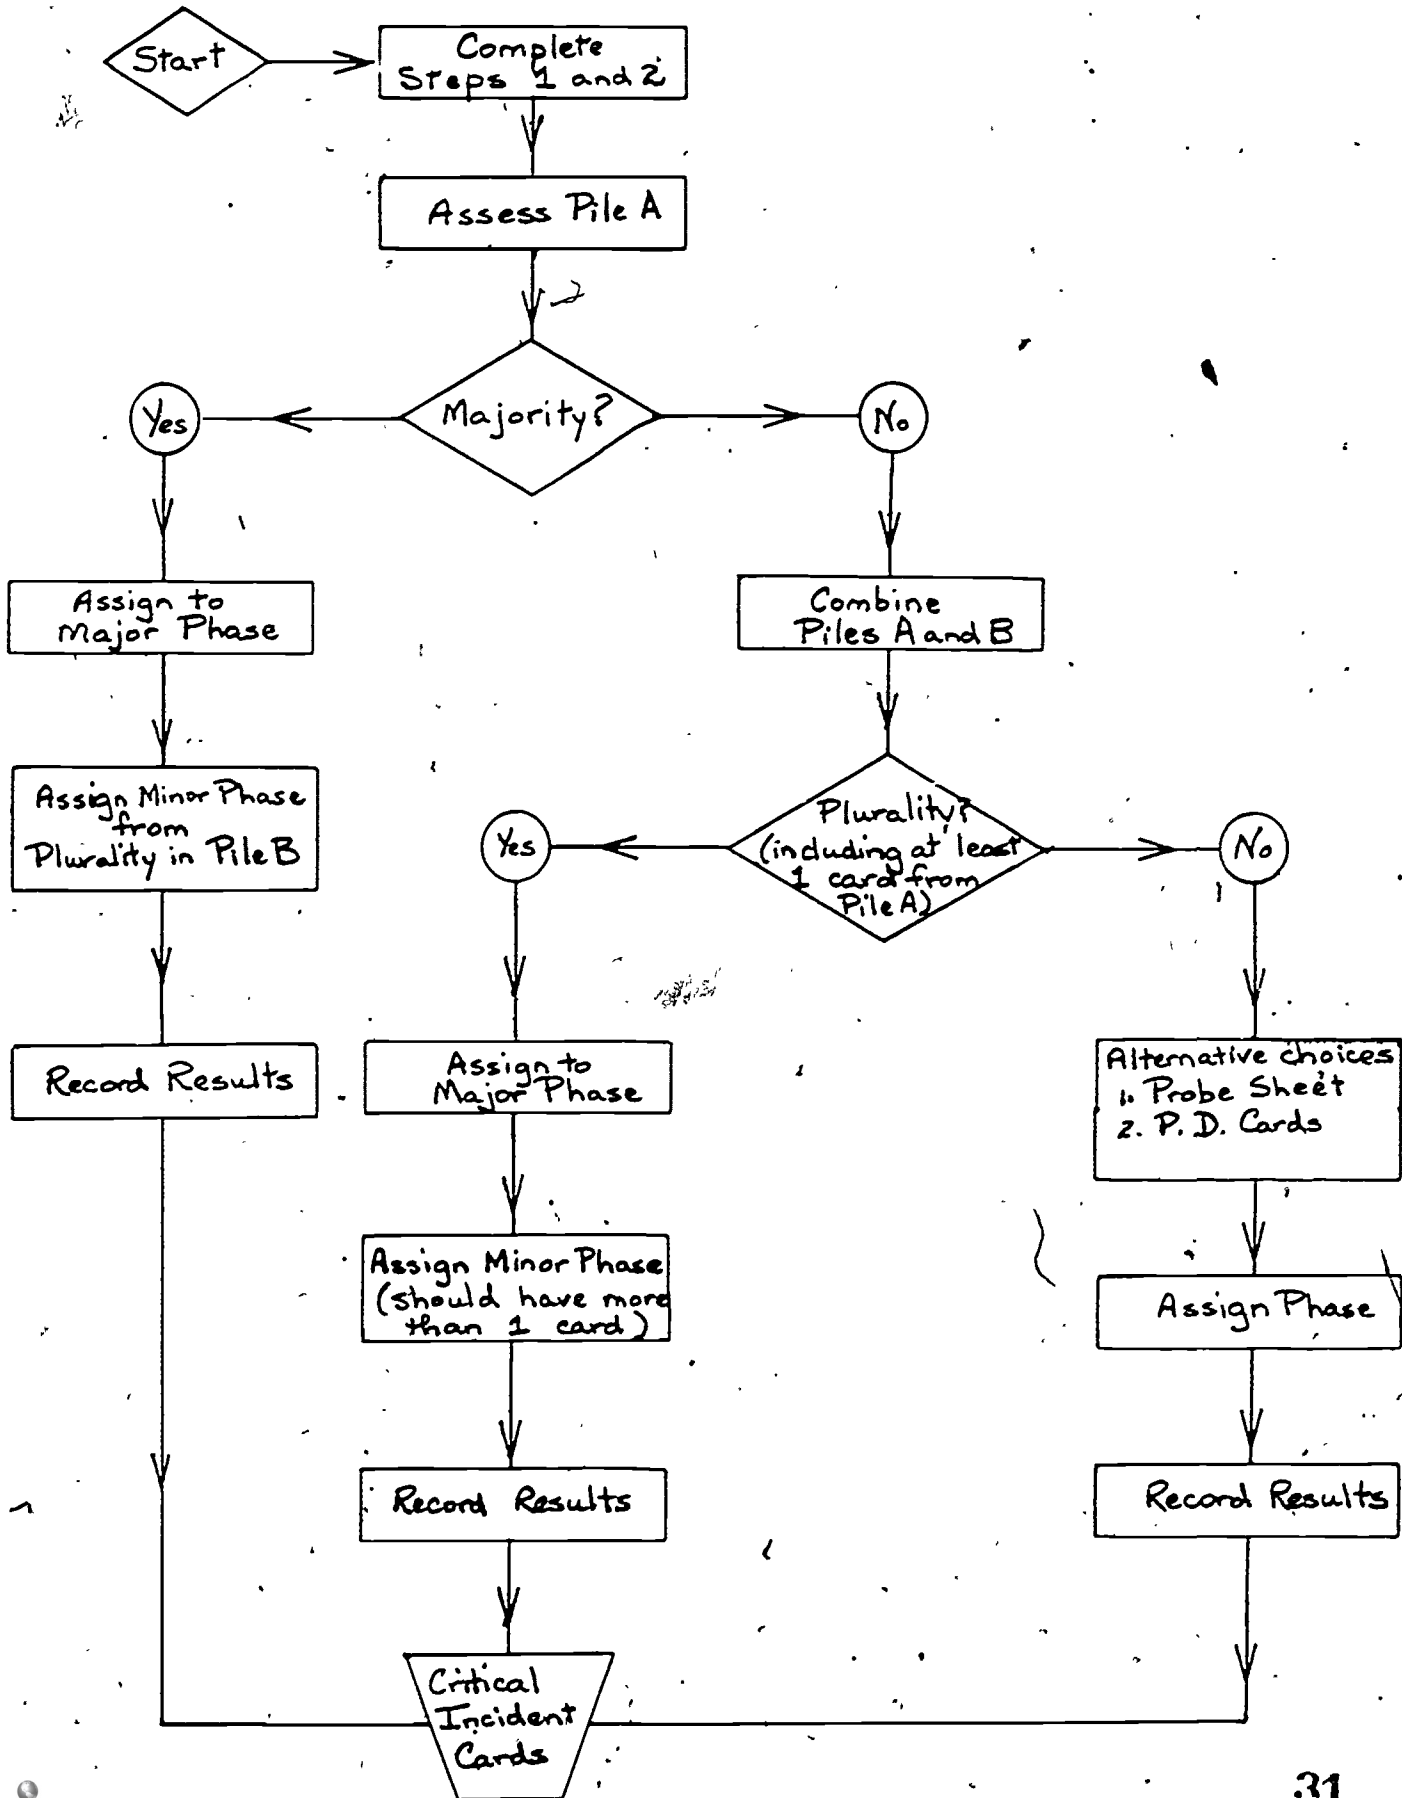 Start
Complete
Steps 1 and 2
Assess Pile A
Majority?
Yes
No
Assign to
Major Phase
Combine
Piles A and B
Assign Minor Phase
from
Plurality in Pile B
Plurality?
(including at least
1 card from
Pile A)
Yes
No
Record Results
Assign to
Major Phase
Alternative choices
1. Probe Sheet
2. P. D. Cards
Assign Minor Phase
(should have more
than 1 card)
Assign Phase
Record Results
Record Results
Critical
Incident
Cards
31